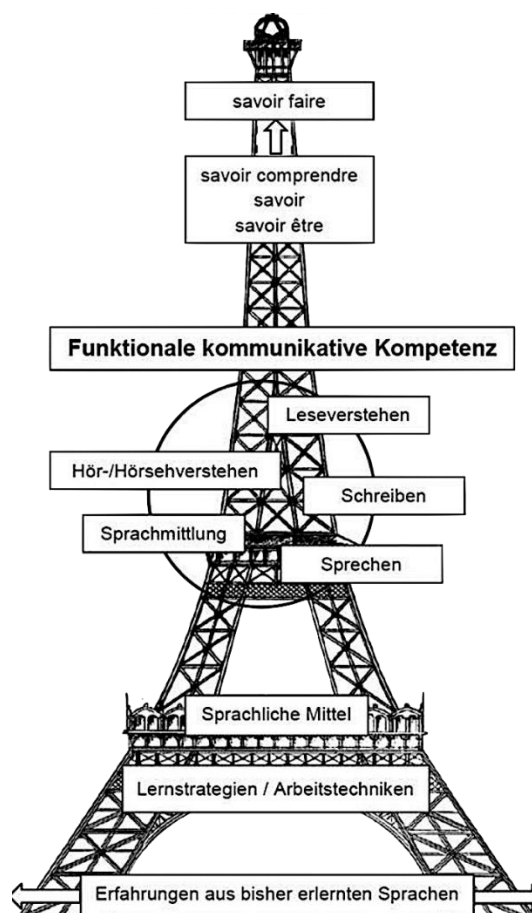 savoir faire
savoir comprendre
savoir
savoir être
Funktionale kommunikative Kompetenz
Leseverstehen
Hör-/Hörsehverstehen
Schreiben
Sprachmittlung
Sprechen
Sprachliche Mittel
Lernstrategien / Arbeitstechniken
Erfahrungen aus bisher erlernten Sprachen